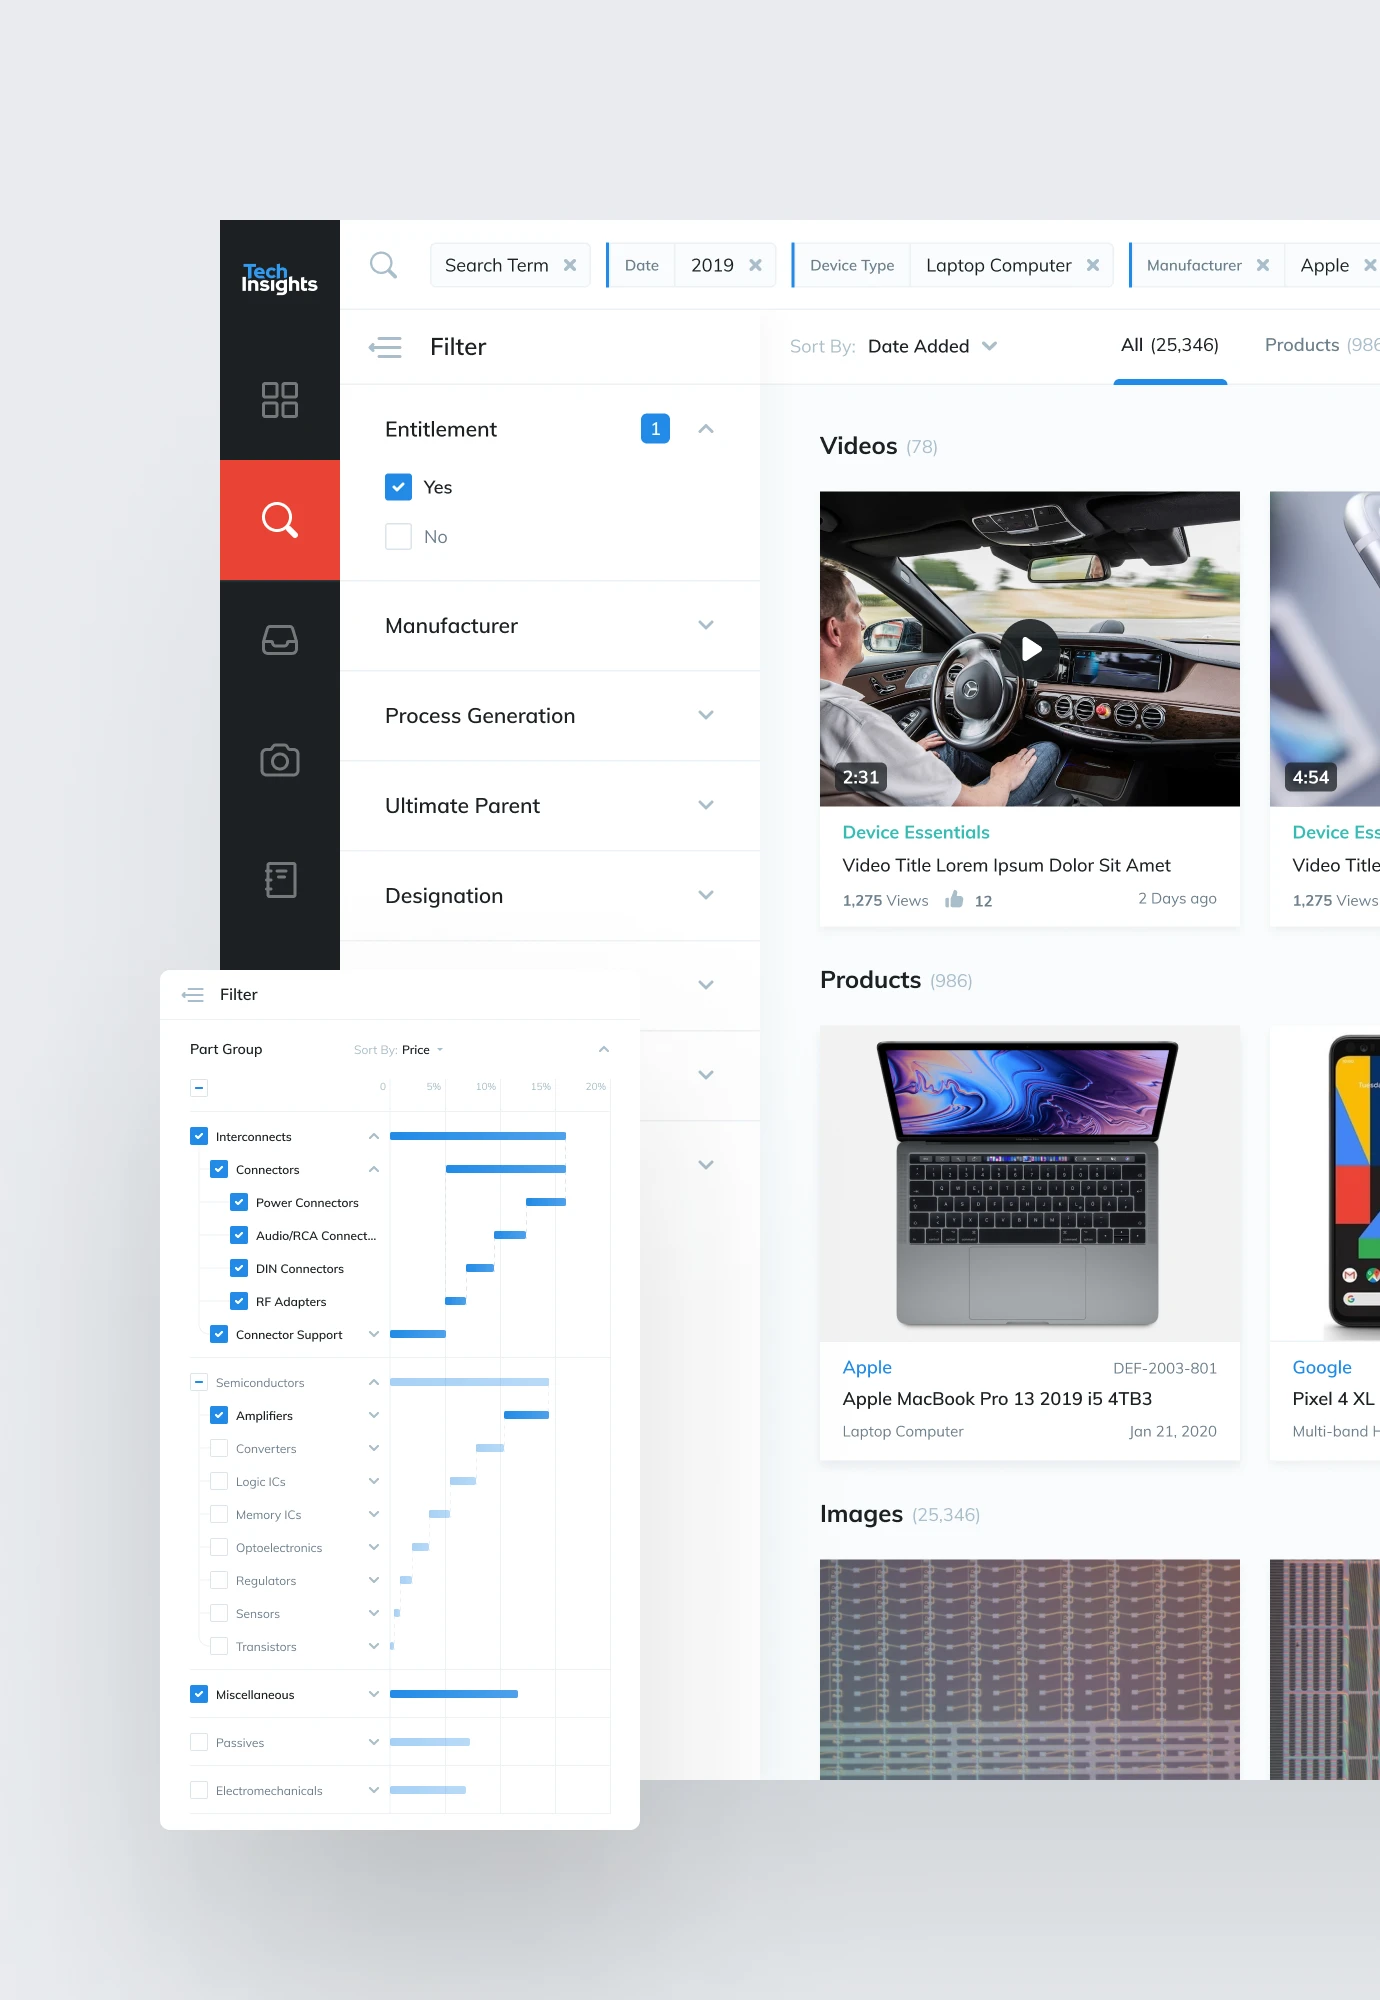 Tech
Insights
Search Term
Date 2019
Device Type Laptop Computer
Manufacturer Apple
Filter
Sort By: Date Added
All (25,346)
Products (986
Entitlement 1
Yes
No
Manufacturer
Process Generation
Ultimate Parent
Designation
Videos (78)
2:31
4:54
Device Essentials
Video Title Lorem Ipsum Dolor Sit Amet
1,275 Views 12 2 Days ago
Device Ess
Video Title
1,275 Views
Products (986)
Apple DEF-2003-801
Apple MacBook Pro 13 2019 i5 4TB3
Laptop Computer Jan 21, 2020
Google
Pixel 4 XL
Multi-band H
Images (25,346)
Filter
Part Group Sort By: Price
0 5% 10% 15% 20%
Interconnects
Connectors
Power Connectors
Audio/RCA Connect...
DIN Connectors
RF Adapters
Connector Support
Semiconductors
Amplifiers
Converters
Logic ICs
Memory ICs
Optoelectronics
Regulators
Sensors
Transistors
Miscellaneous
Passives
Electromechanicals